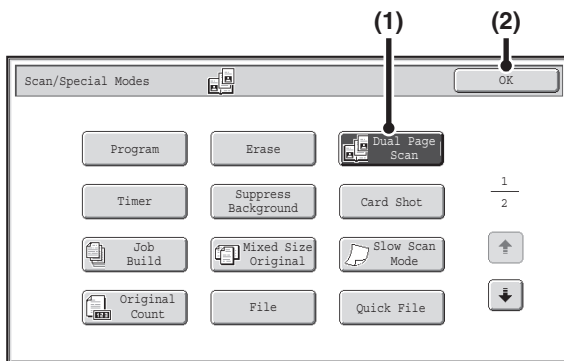 (1)
(2)
Scan/Special Modes
OK
Program
Erase
Dual Page
Scan
Timer
Suppress
Background
Card Shot
1
2
Job
Build
Mixed Size
Original
Slow Scan
Mode
Original
Count
123
File
Quick File